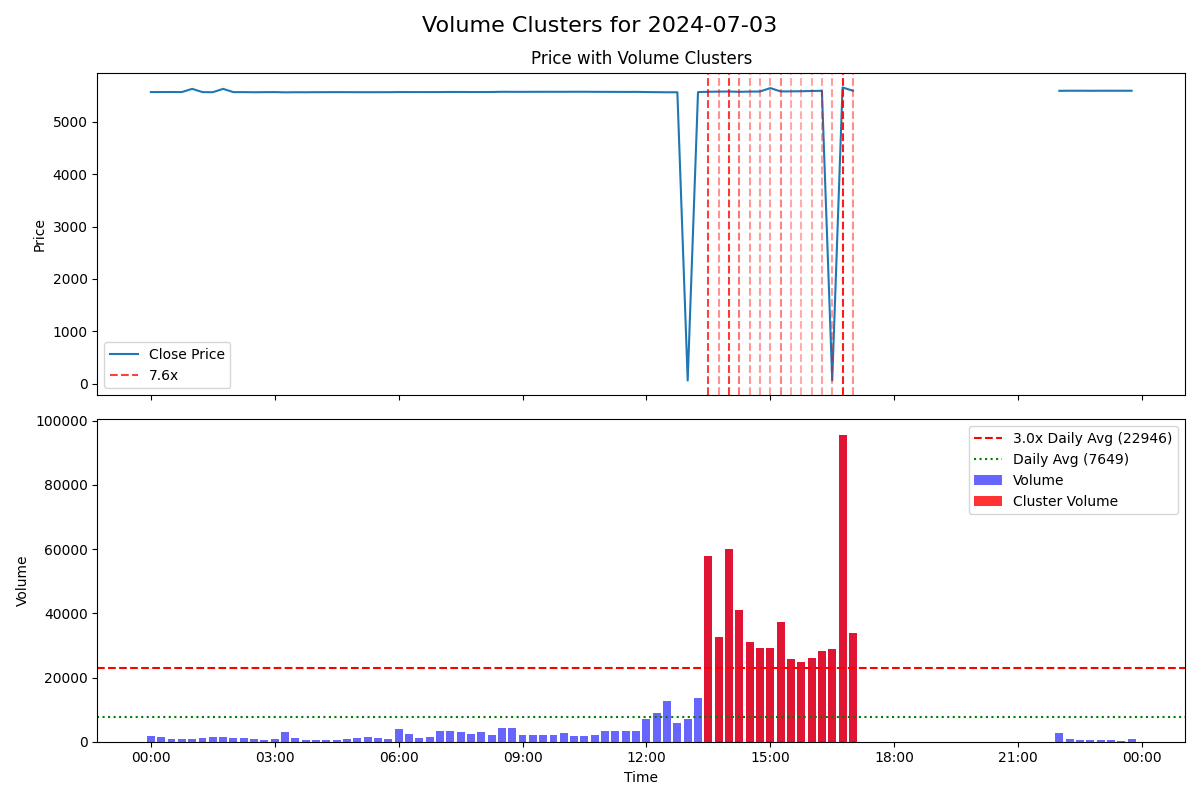 Volume Clusters for 2024-07-03
Price with Volume Clusters
Price
5000
4000
3000
2000
1000
0
Close Price
7.6x
Volume
100000
80000
60000
40000
20000
0
3.0x Daily Avg (22946)
Daily Avg (7649)
Volume
Cluster Volume
00:00 03:00 06:00 09:00 12:00 15:00 18:00 21:00 00:00
Time